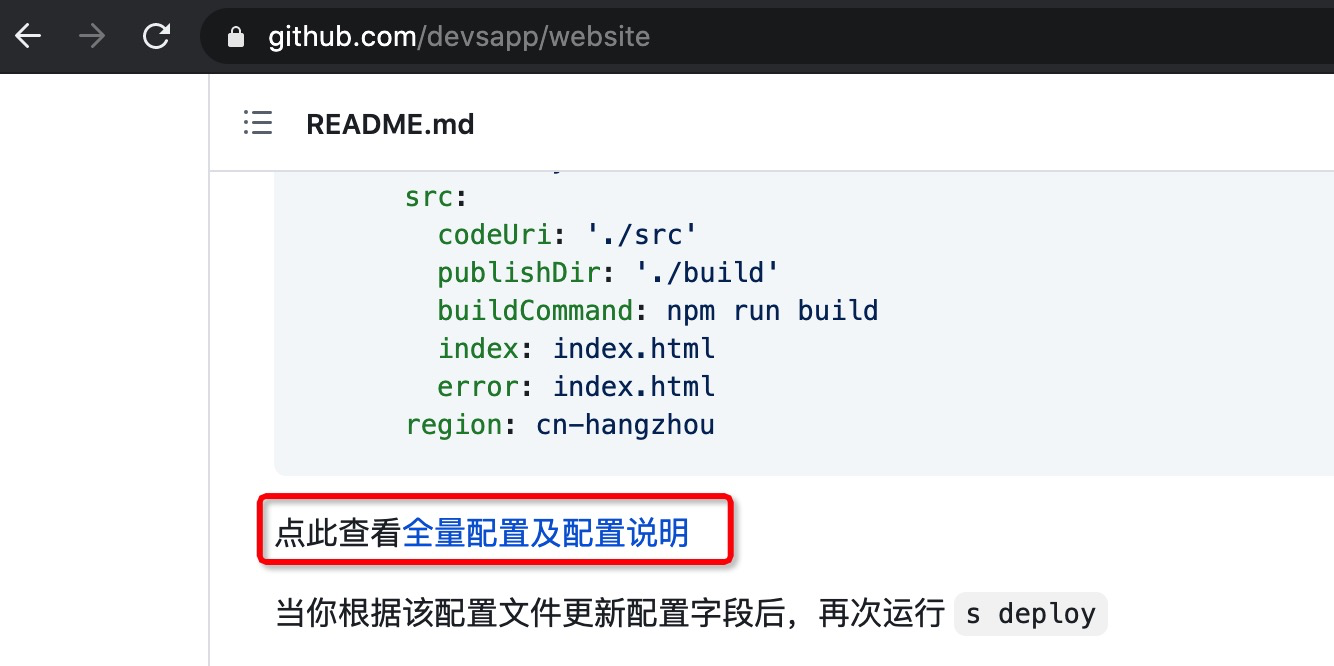 github.com/devsapp/website
README.md
src:
codeUri: './src'
publishDir: './build'
buildCommand: npm run build
index: index.html
error: index.html
region: cn-hangzhou
点此查看全量配置及配置说明
当你根据该配置文件更新配置字段后，再次运行 s deploy